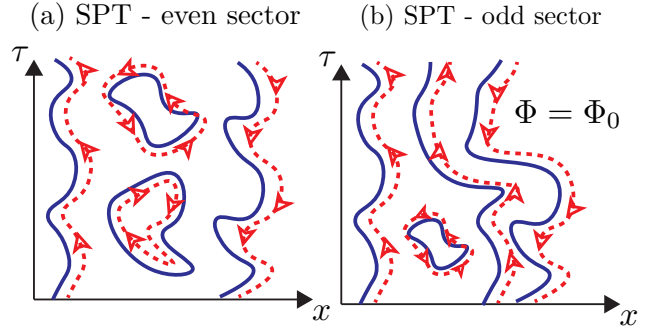 (a) SPT - even sector
(b) SPT - odd sector
τ
τ
Φ = Φ₀
x
x